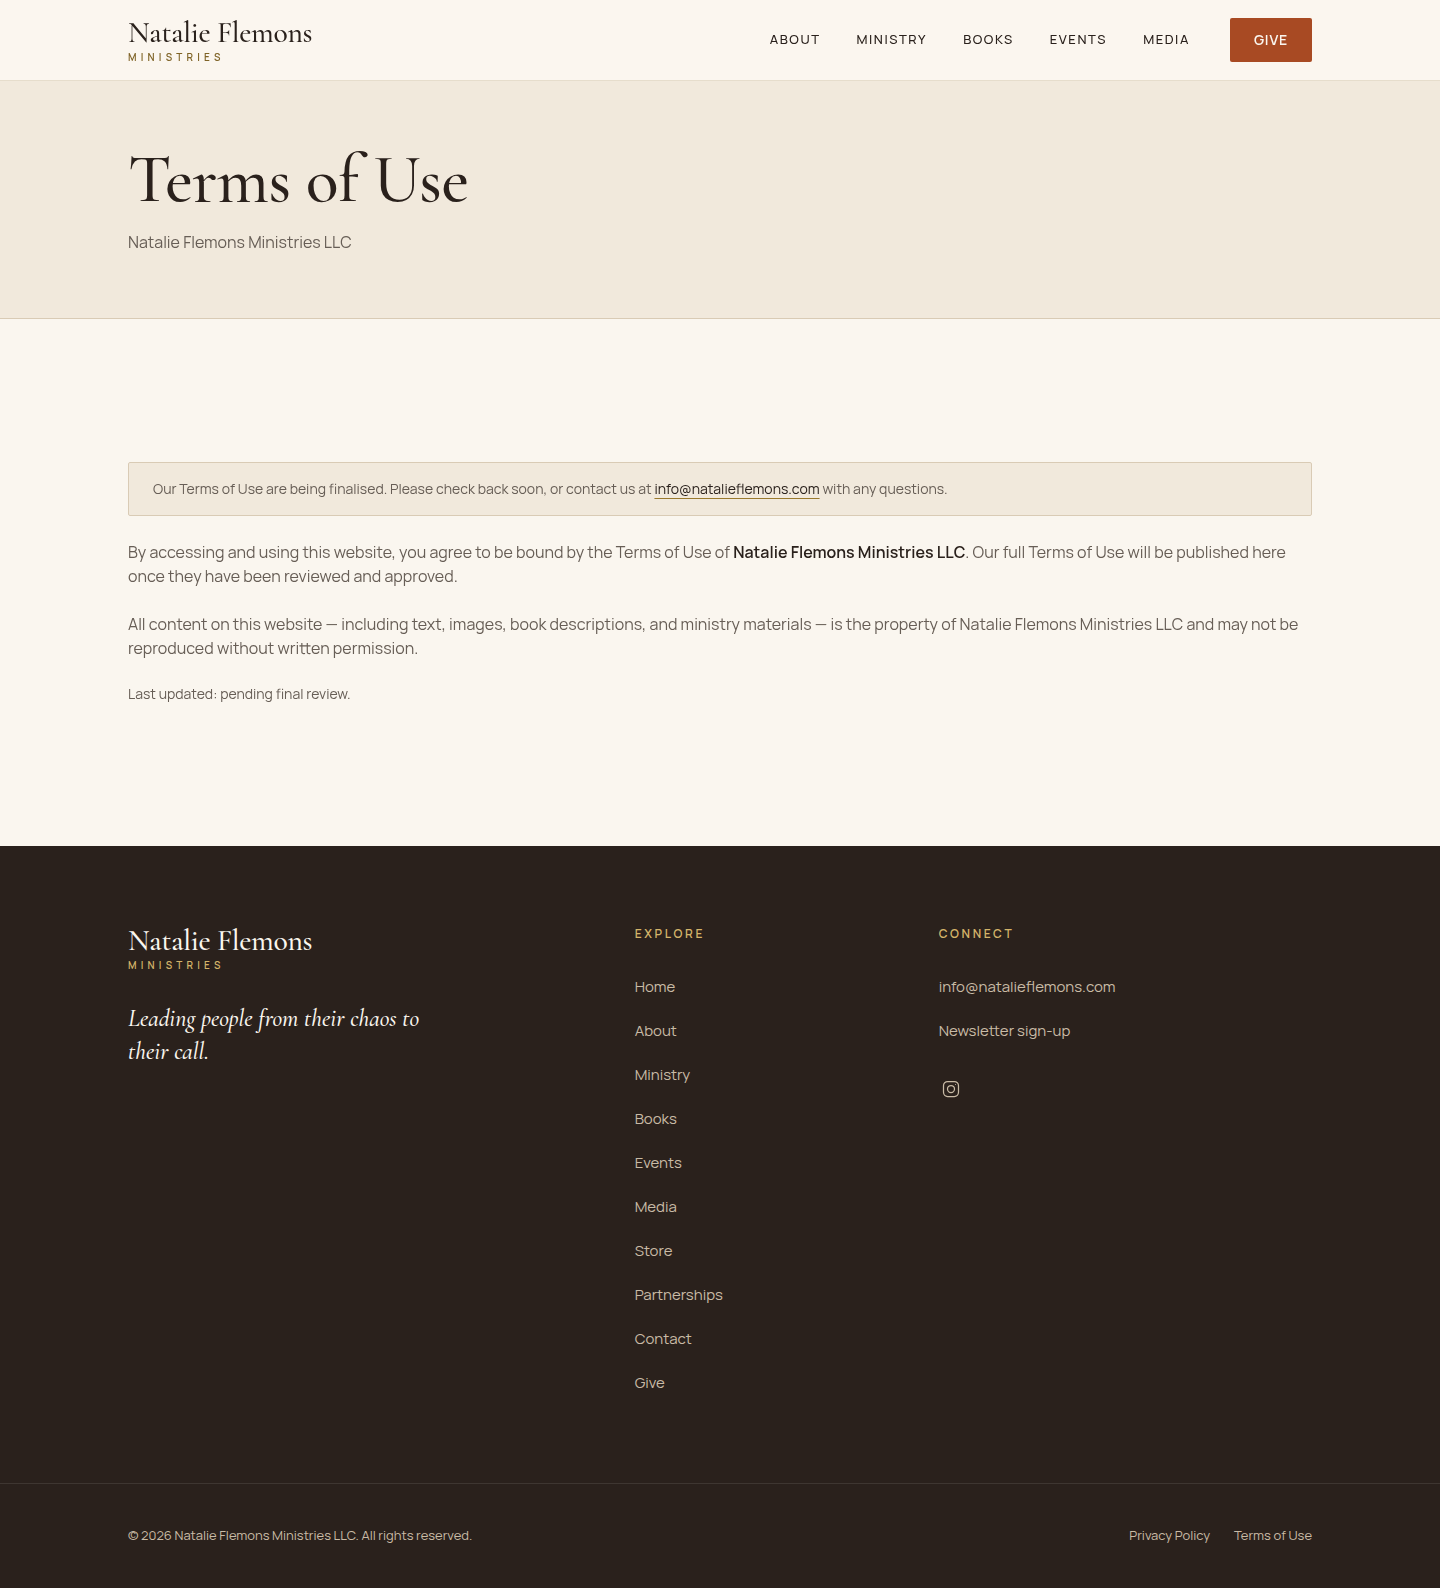 Natalie Flemons
MINISTRIES
ABOUT
MINISTRY
BOOKS
EVENTS
MEDIA
GIVE
Terms of Use
Natalie Flemons Ministries LLC
Our Terms of Use are being finalised. Please check back soon, or contact us at info@natalieflemons.com with any questions.
By accessing and using this website, you agree to be bound by the Terms of Use of Natalie Flemons Ministries LLC. Our full Terms of Use will be published here
once they have been reviewed and approved.
All content on this website — including text, images, book descriptions, and ministry materials — is the property of Natalie Flemons Ministries LLC and may not be
reproduced without written permission.
Last updated: pending final review.
Natalie Flemons
MINISTRIES
Leading people from their chaos to
their call.
EXPLORE
Home
About
Ministry
Books
Events
Media
Store
Partnerships
Contact
Give
CONNECT
info@natalieflemons.com
Newsletter sign-up
© 2026 Natalie Flemons Ministries LLC. All rights reserved.
Privacy Policy
Terms of Use